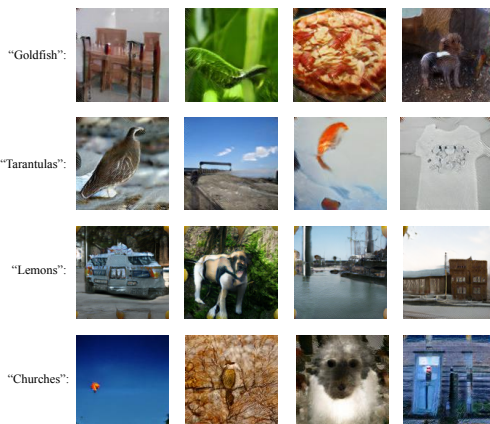 “Goldfish”:
“Tarantulas”:
“Lemons”:
“Churches”: